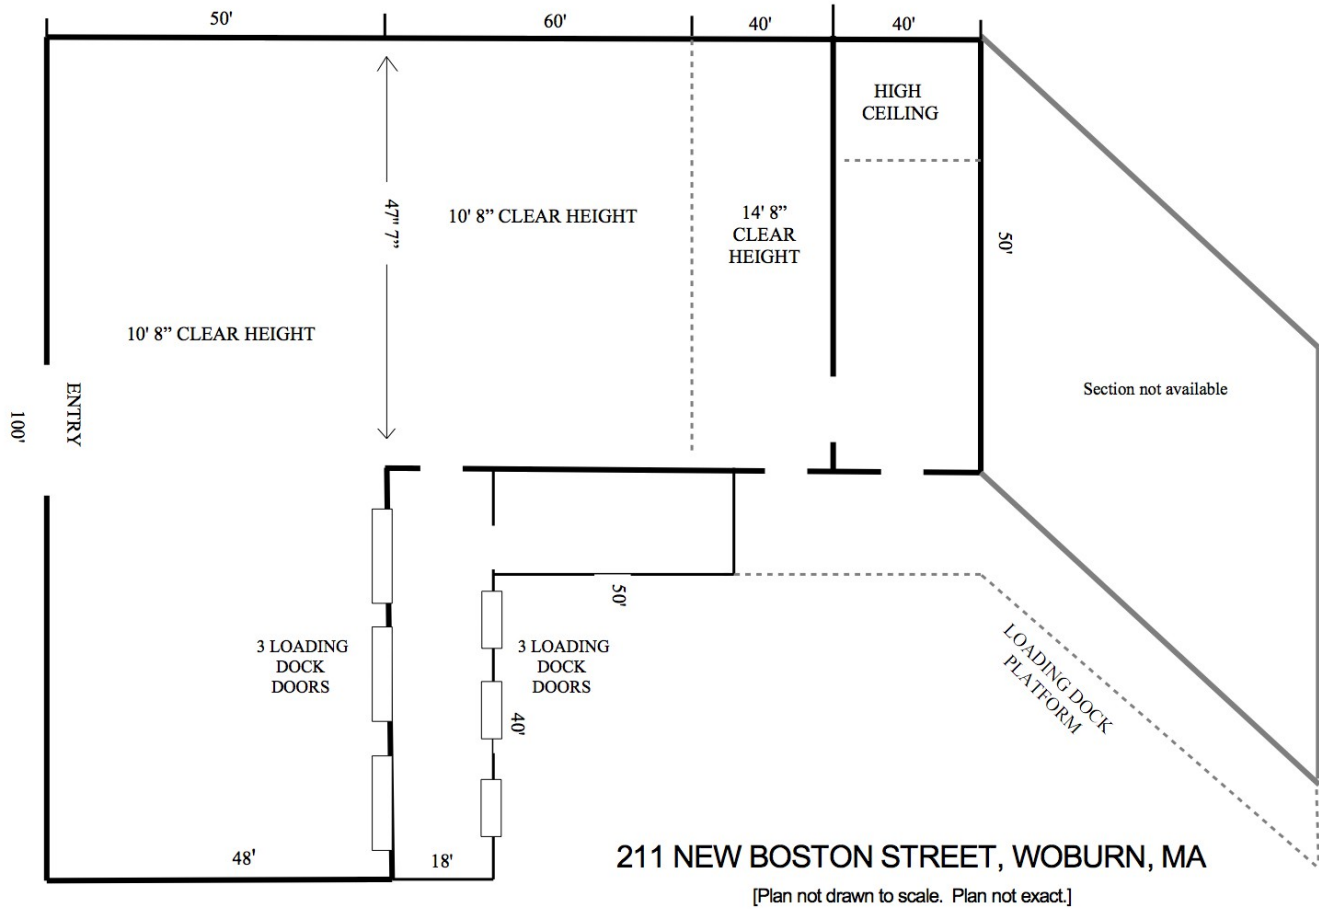 50'
60'
40'
40'
HIGH
CEILING
47" 7”
10' 8” CLEAR HEIGHT
14' 8”
CLEAR
HEIGHT
50'
10' 8” CLEAR HEIGHT
ENTRY
100'
Section not available
50'
3 LOADING
DOCK
DOORS
3 LOADING
DOCK
DOORS
40'
LOADING DOCK
PLATFORM
48'
18'
211 NEW BOSTON STREET, WOBURN, MA
[Plan not drawn to scale. Plan not exact.]